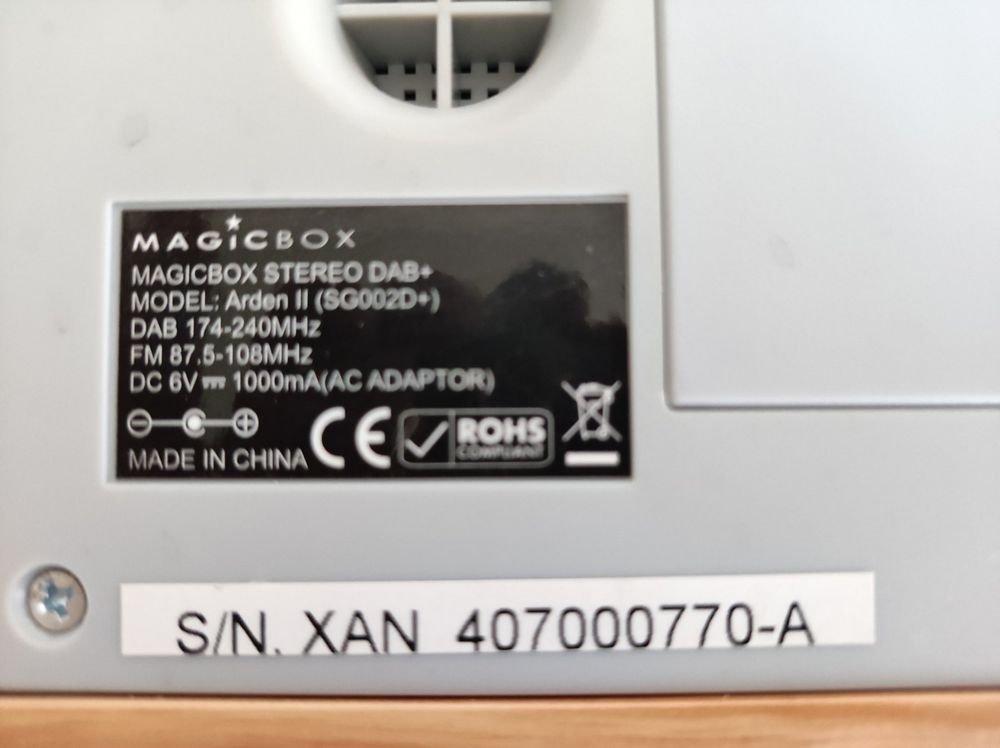 MAGiCBOX
MAGICBOX STEREO DAB+
MODEL: Arden II (SG002D+)
DAB 174-240MHz
FM 87.5-108MHz
DC 6V⎓1000mA(AC ADAPTOR)
CE ROHS
COMPLIANT
MADE IN CHINA
S/N. XAN 407000770-A